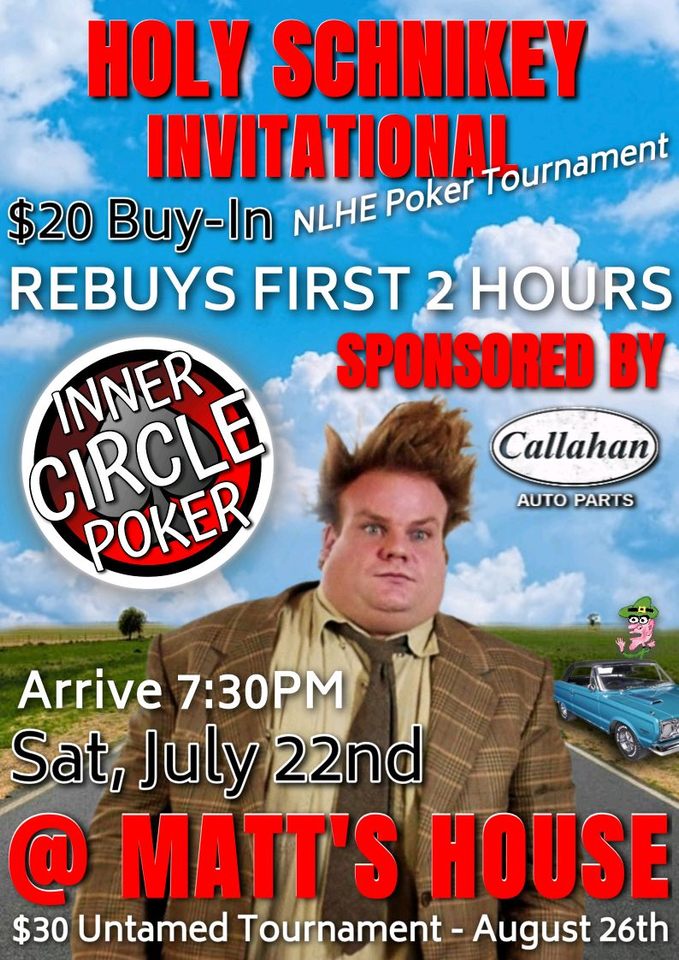 HOLY SCHNIKEY
INVITATIONAL
$20 Buy-In
NLHE Poker Tournament
REBUYS FIRST 2 HOURS
INNER
CIRCLE
POKER
SPONSORED BY
Callahan
AUTO PARTS
Arrive 7:30PM
Sat, July 22nd
@ MATT'S HOUSE
$30 Untamed Tournament - August 26th